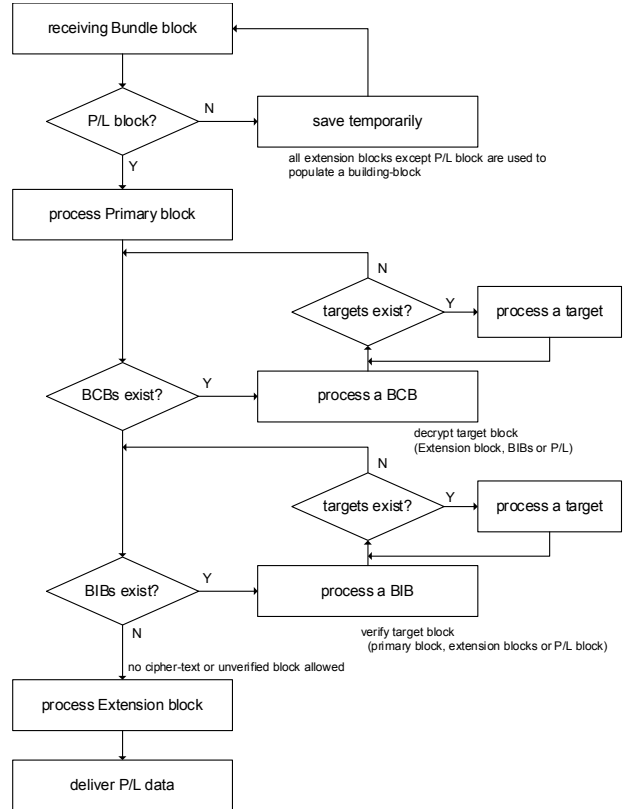 receiving Bundle block
P/L block?
N
save temporarily
all extension blocks except P/L block are used to
populate a building-block
Y
process Primary block
N
targets exist?
Y
process a target
BCBs exist?
Y
process a BCB
decrypt target block
(Extension block, BIBs or P/L)
N
N
targets exist?
Y
process a target
BIBs exist?
Y
process a BIB
N
verify target block
(primary block, extension blocks or P/L block)
no cipher-text or unverified block allowed
process Extension block
deliver P/L data